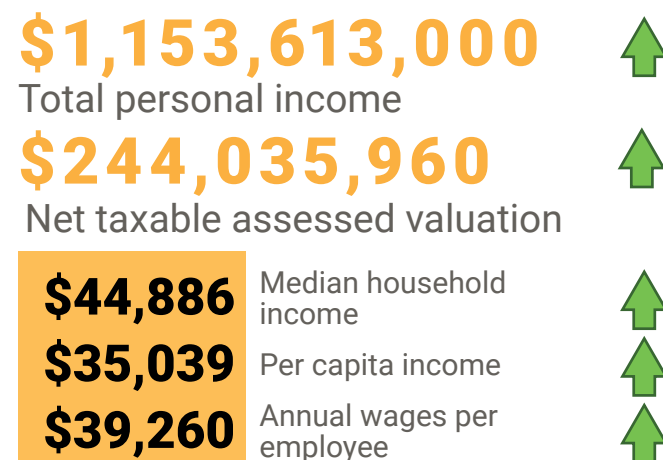 $1,153,613,000
Total personal income
$244,035,960
Net taxable assessed valuation
$44,886
Median household
income
$35,039
Per capita income
$39,260
Annual wages per
employee